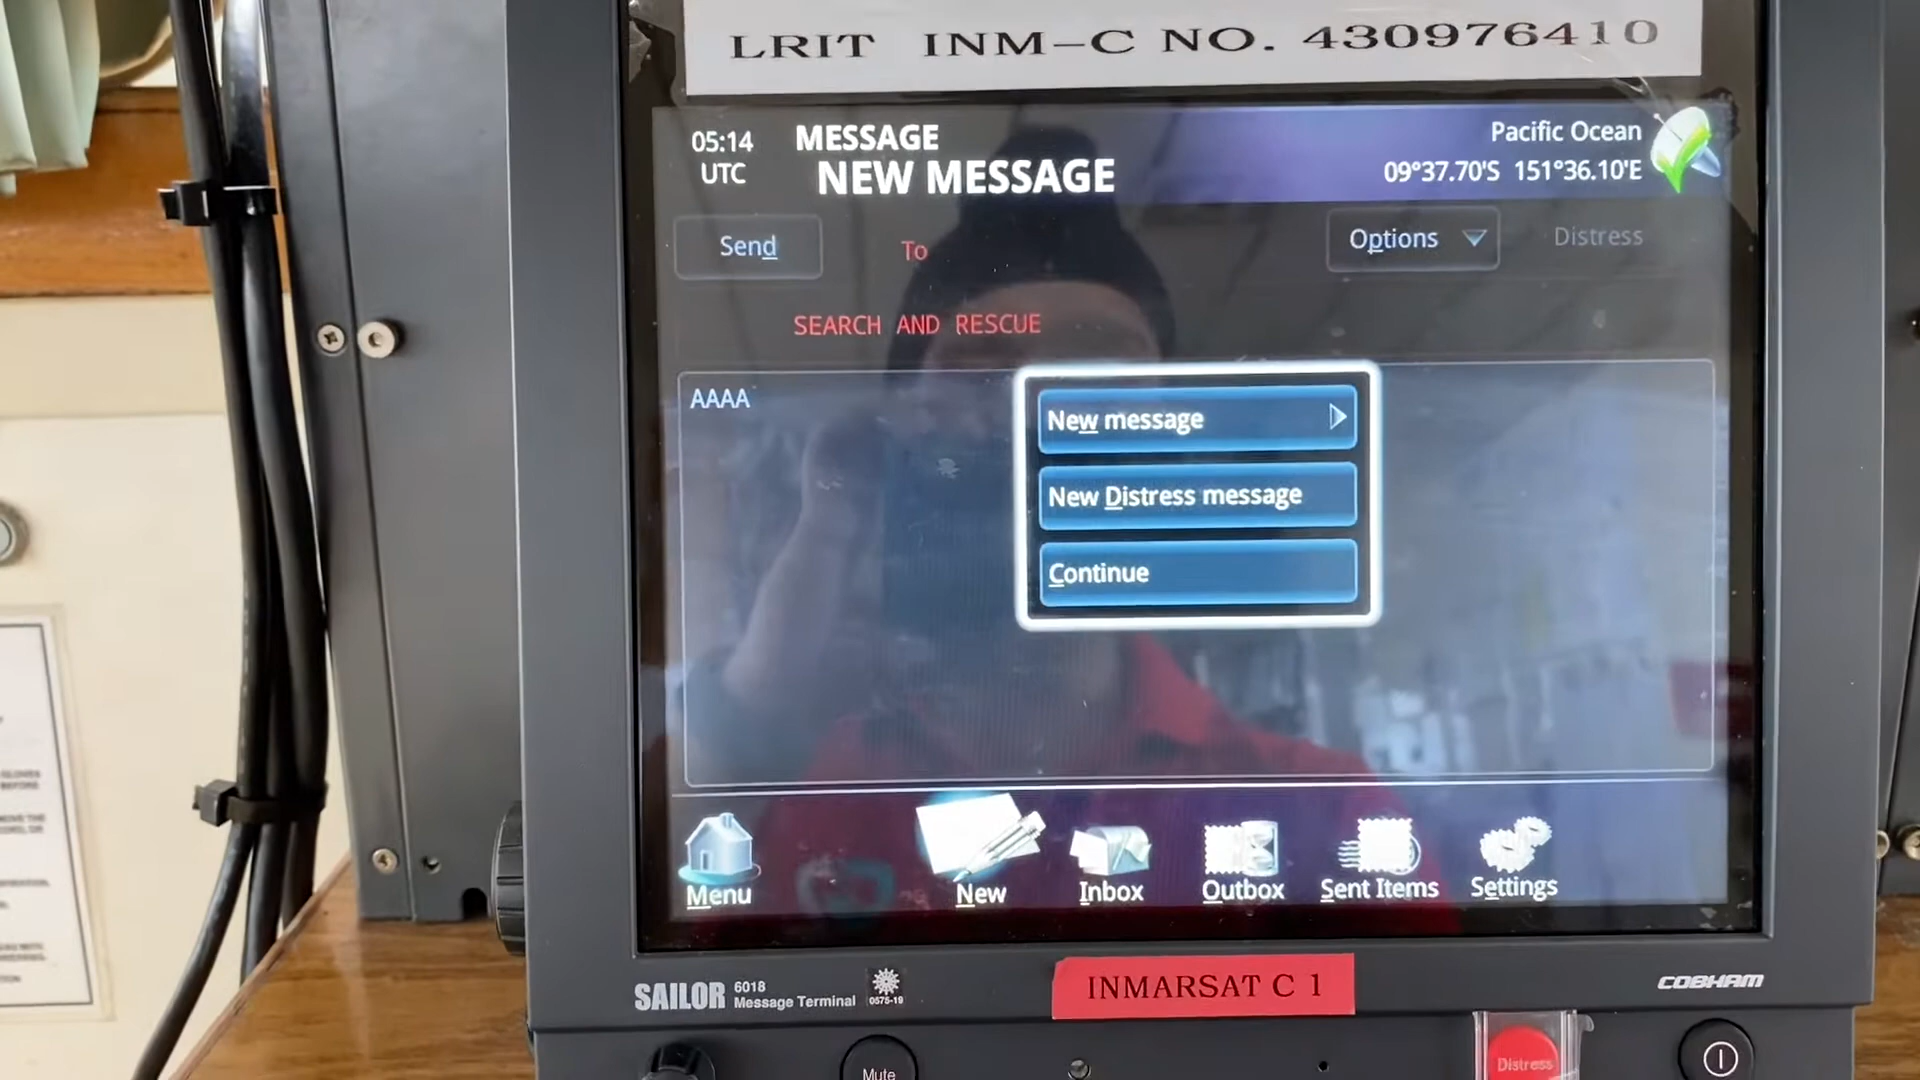 LRIT INM-C NO. 430976410
05:14
UTC
MESSAGE
NEW MESSAGE
Pacific Ocean
09°37.70'S 151°36.10'E
Send
To
Options
Distress
SEARCH AND RESCUE
AAAA
New message
New Distress message
Continue
Menu
New
Inbox
Outbox
Sent Items
Settings
SAILOR
6018
Message Terminal
0575-19
INMARSAT C 1
COBHAM
Mute
Distress